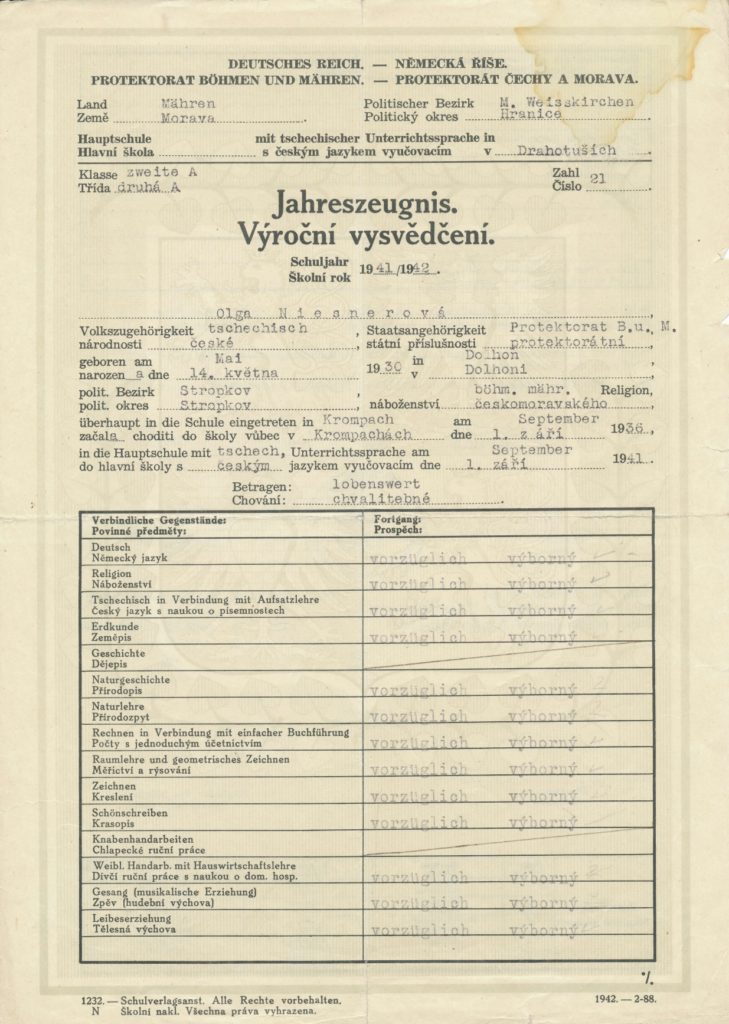 DEUTSCHES REICH. — NĚMECKÁ ŘÍŠE.
PROTEKTORAT BÖHMEN UND MÄHREN. — PROTEKTORÁT ČECHY A MORAVA.
Land Mähren Politischer Bezirk M. Weisskirchen
Země Morava. Politický okres Hranice.
Hauptschule mit tschechischer Unterrichtssprache in
Hlavní škola s českým jazykem vyučovacím v Drahotuších.
Klasse zweite A Zahl
Třída druhá A Číslo 21.
Jahreszeugnis.
Výroční vysvědčení.
Schuljahr
Školní rok 1941/1942.
Olga Niesnerová,
Volkszugehörigkeit tschechisch, Staatsangehörigkeit Protektorat B.u. M.
národnosti české, státní příslušnosti protektorátní,
geboren am Mai in Dolhon
narozen a dne 14. května 1930 v Dolhoni,
polit. Bezirk Stropkov, böhm. mähr. Religion,
polit. okres Stropkov, náboženství českomoravského,
überhaupt in die Schule eingetreten in Krompach am September
začala choditi do školy vůbec v Krompachách dne 1. září 1936,
in die Hauptschule mit tschech. Unterrichtssprache am September
do hlavní školy s českým jazykem vyučovacím dne 1. září 1941.
Betragen: lobenswert
Chování: chvalitebné.
Verbindliche Gegenstände: Fortgang:
Povinné předměty: Prospěch:
Deutsch
Německý jazyk vorzüglich výborný
Religion
Náboženství vorzüglich výborný
Tschechisch in Verbindung mit Aufsatzlehre
Český jazyk s naukou o písemnostech vorzüglich výborný
Erdkunde
Zeměpis vorzüglich výborný
Geschichte
Dějepis
Naturgeschichte
Přírodopis vorzüglich výborný
Naturlehre
Přírodozpyt vorzüglich výborný
Rechnen in Verbindung mit einfacher Buchführung
Počty s jednoduchým účetnictvím vorzüglich výborný
Raumlehre und geometrisches Zeichnen
Měřictví a rýsování vorzüglich výborný
Zeichnen
Kreslení vorzüglich výborný
Schönschreiben
Krasopis vorzüglich výborný
Knabenhandarbeiten
Chlapecké ruční práce
Weibl. Handarb. mit Hauswirtschaftslehre
Dívčí ruční práce s naukou o dom. hosp. vorzüglich výborný
Gesang (musikalische Erziehung)
Zpěv (hudební výchova) vorzüglich výborný
Leibeserziehung
Tělesná výchova vorzüglich výborný
·/.
1232. — Schulverlagsanst. Alle Rechte vorbehalten. 1942. — 2-88.
N Školní nakl. Všechna práva vyhrazena.